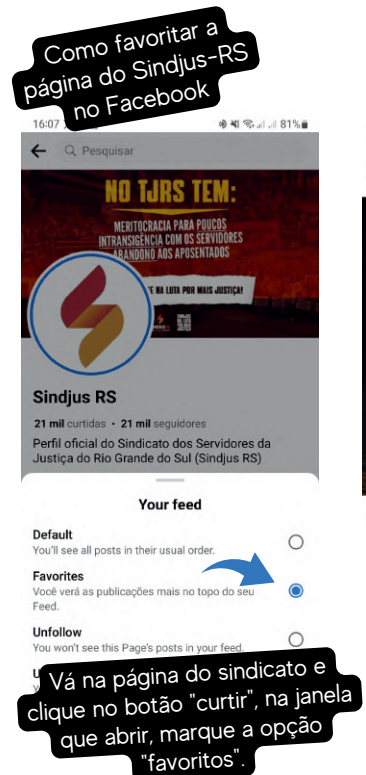 Como favoritar a
página do Sindjus-RS
no Facebook
16:07
81%
Pesquisar
NO TJRS TEM:
MERITOCRACIA PARA POUCOS
INTRANSIGÊNCIA COM OS SERVIDORES
ABANDONO AOS APOSENTADOS
E NA LUTA POR MAIS JUSTIÇA!
Sindjus RS
21 mil curtidas • 21 mil seguidores
Perfil oficial do Sindicato dos Servidores da
Justiça do Rio Grande do Sul (Sindjus RS)
Your feed
Default
You'll see all posts in their usual order.
Favorites
Você verá as publicações mais no topo do seu
Feed.
Unfollow
You won't see this Page's posts in your feed.
Vá na página do sindicato e
clique no botão "curtir", na janela
que abrir, marque a opção
"favoritos".